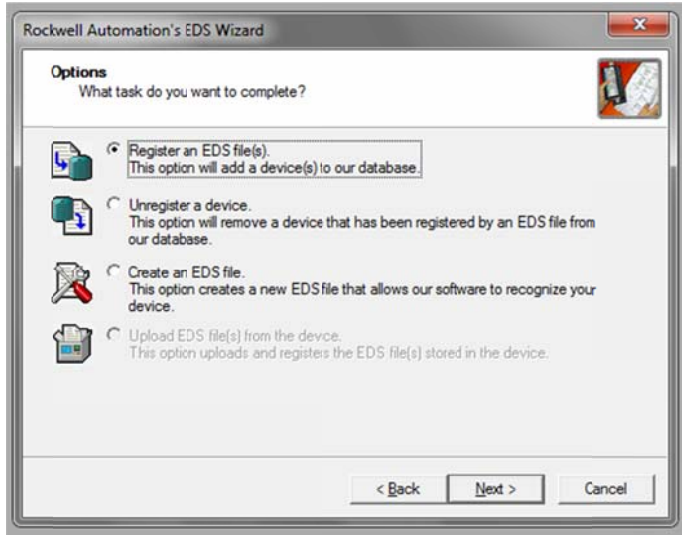 Rockwell Automation's EDS Wizard
Options
What task do you want to complete?
Register an EDS file(s).
This option will add a device(s) to our database.
Unregister a device.
This option will remove a device that has been registered by an EDS file from
our database.
Create an EDS file.
This option creates a new EDS file that allows our software to recognize your
device.
Upload EDS file(s) from the device.
This option uploads and registers the EDS file(s) stored in the device.
< Back
Next >
Cancel